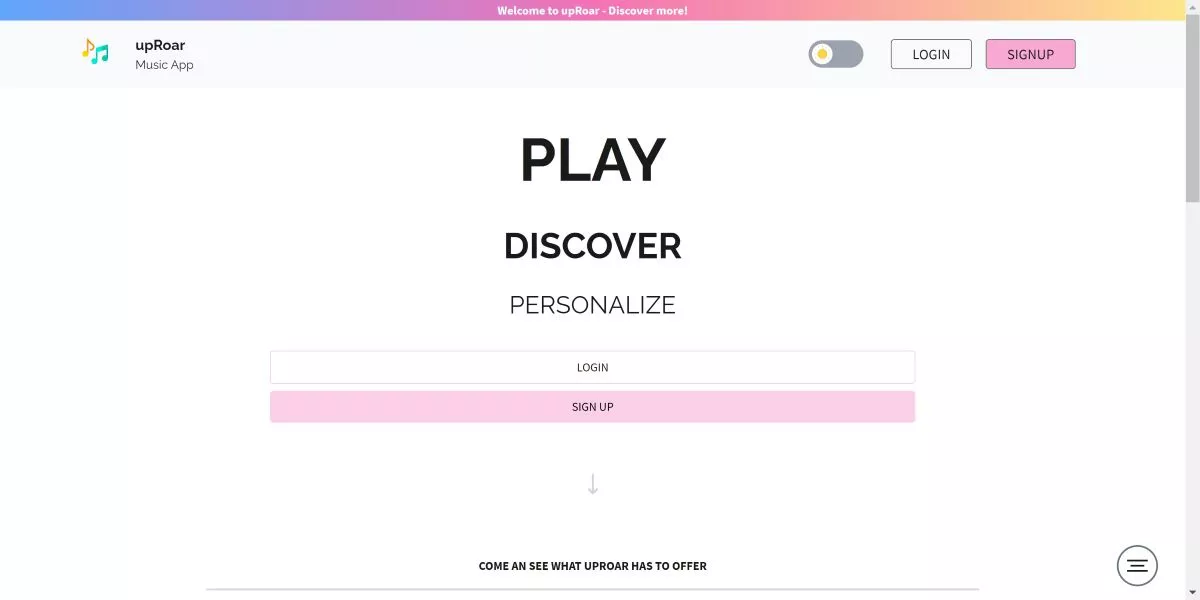 Welcome to upRoar - Discover more!
upRoar
Music App
LOGIN
SIGNUP
PLAY
DISCOVER
PERSONALIZE
LOGIN
SIGN UP
COME AN SEE WHAT UPROAR HAS TO OFFER